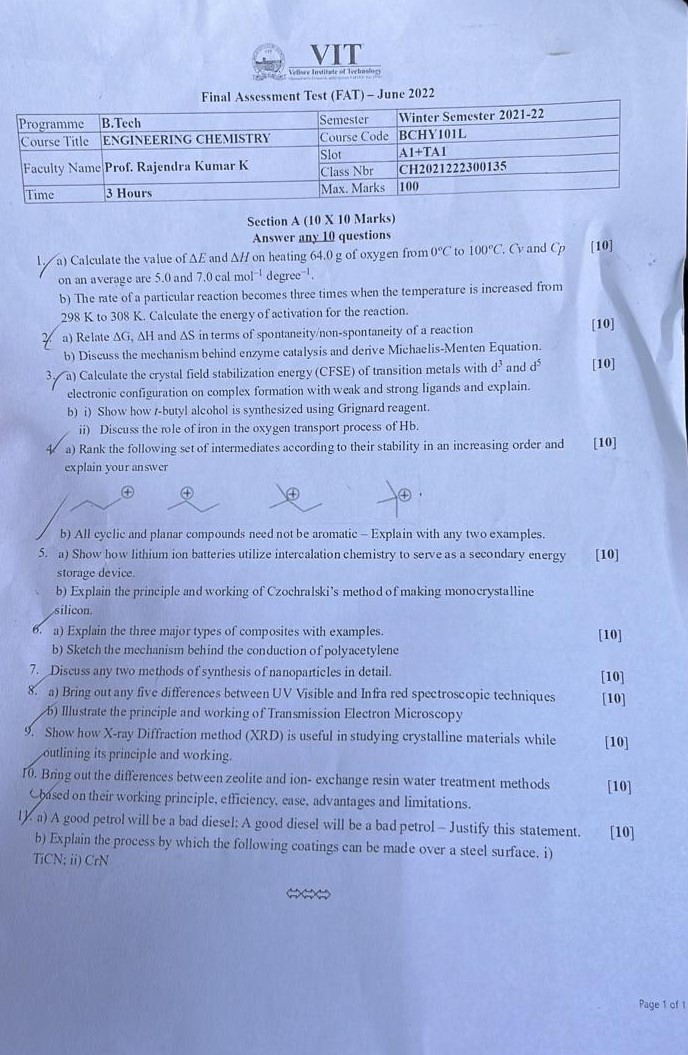 VIT
Vellore Institute of Technology
Final Assessment Test (FAT) – June 2022
Programme B.Tech Semester Winter Semester 2021-22
Course Title ENGINEERING CHEMISTRY Course Code BCHY101L
Faculty Name Prof. Rajendra Kumar K Slot A1+TA1
Class Nbr CH2021222300135
Time 3 Hours Max. Marks 100
Section A (10 X 10 Marks)
Answer any 10 questions
1. a) Calculate the value of ΔE and ΔH on heating 64.0 g of oxygen from 0°C to 100°C. Cv and Cp [10]
on an average are 5.0 and 7.0 cal mol⁻¹ degree⁻¹.
b) The rate of a particular reaction becomes three times when the temperature is increased from
298 K to 308 K. Calculate the energy of activation for the reaction.
2. a) Relate ΔG, ΔH and ΔS in terms of spontaneity/non-spontaneity of a reaction [10]
b) Discuss the mechanism behind enzyme catalysis and derive Michaelis-Menten Equation.
3. a) Calculate the crystal field stabilization energy (CFSE) of transition metals with d³ and d⁵ [10]
electronic configuration on complex formation with weak and strong ligands and explain.
b) i) Show how t-butyl alcohol is synthesized using Grignard reagent.
ii) Discuss the role of iron in the oxygen transport process of Hb.
4. a) Rank the following set of intermediates according to their stability in an increasing order and [10]
explain your answer
b) All cyclic and planar compounds need not be aromatic – Explain with any two examples.
5. a) Show how lithium ion batteries utilize intercalation chemistry to serve as a secondary energy [10]
storage device.
b) Explain the principle and working of Czochralski's method of making monocrystalline
silicon.
6. a) Explain the three major types of composites with examples. [10]
b) Sketch the mechanism behind the conduction of polyacetylene
7. Discuss any two methods of synthesis of nanoparticles in detail. [10]
8. a) Bring out any five differences between UV Visible and Infra red spectroscopic techniques [10]
b) Illustrate the principle and working of Transmission Electron Microscopy
9. Show how X-ray Diffraction method (XRD) is useful in studying crystalline materials while [10]
outlining its principle and working.
10. Bring out the differences between zeolite and ion- exchange resin water treatment methods [10]
based on their working principle, efficiency, ease, advantages and limitations.
11. a) A good petrol will be a bad diesel; A good diesel will be a bad petrol – Justify this statement. [10]
b) Explain the process by which the following coatings can be made over a steel surface. i)
TiCN; ii) CrN
Page 1 of 1